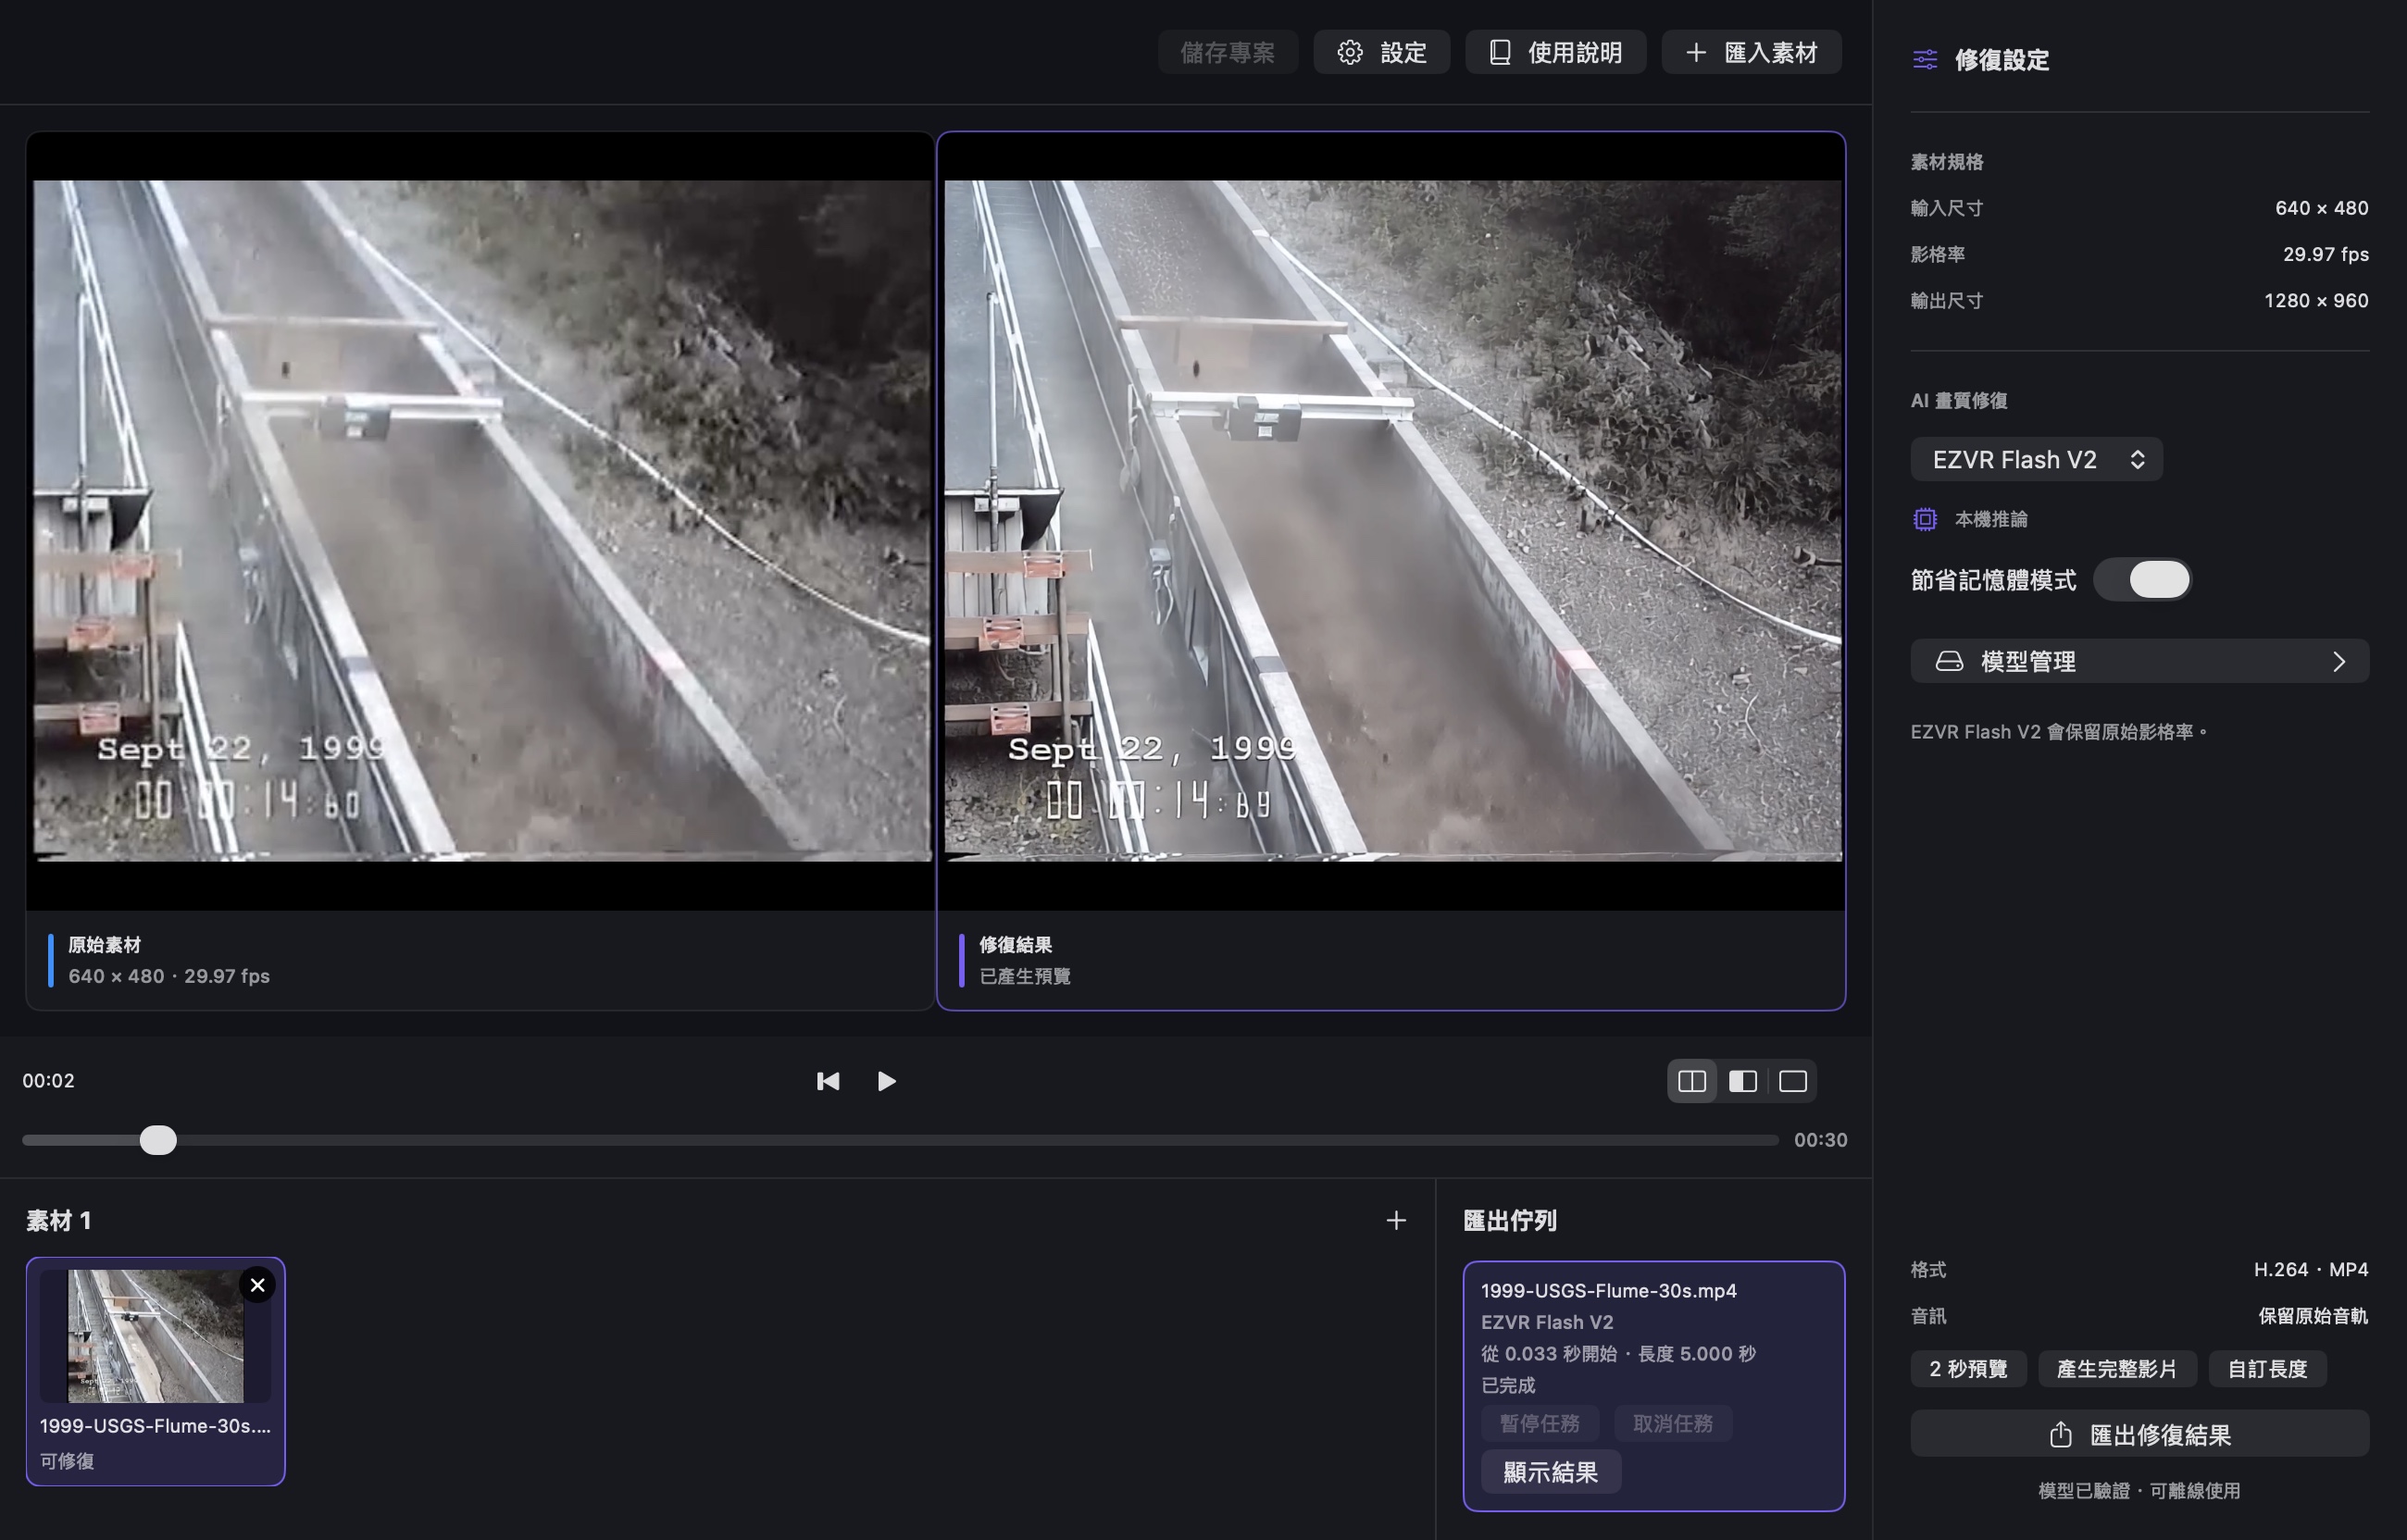 儲存專案
設定
使用說明
匯入素材
修復設定
素材規格
輸入尺寸 640 × 480
影格率 29.97 fps
輸出尺寸 1280 × 960
AI 畫質修復
EZVR Flash V2
本機推論
節省記憶體模式
模型管理
EZVR Flash V2 會保留原始影格率。
Sept 22, 1999
Sept 22, 1999
原始素材
640 × 480 · 29.97 fps
修復結果
已產生預覽
00:02
00:30
素材 1
1999-USGS-Flume-30s....
可修復
匯出佇列
1999-USGS-Flume-30s.mp4
EZVR Flash V2
從 0.033 秒開始 · 長度 5.000 秒
已完成
暫停任務
取消任務
顯示結果
格式 H.264 · MP4
音訊 保留原始音軌
2 秒預覽
產生完整影片
自訂長度
匯出修復結果
模型已驗證 · 可離線使用